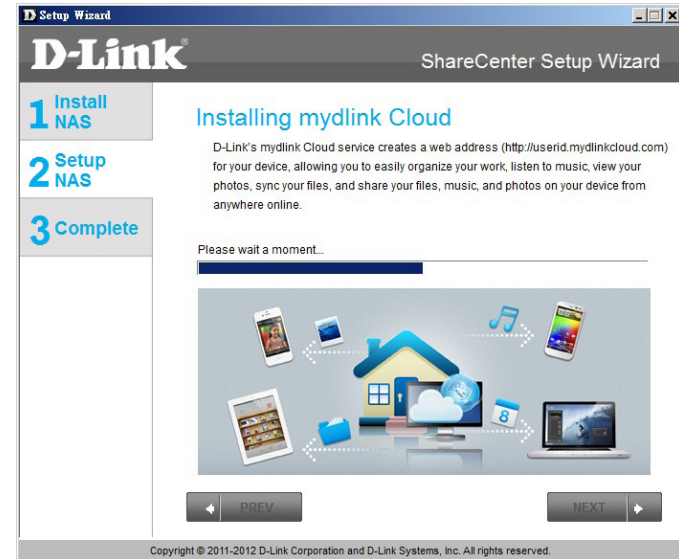 Setup Wizard
D-Link®
ShareCenter Setup Wizard
1 Install NAS
2 Setup NAS
3 Complete
Installing mydlink Cloud
D-Link's mydlink Cloud service creates a web address (http://userid.mydlinkcloud.com)
for your device, allowing you to easily organize your work, listen to music, view your
photos, sync your files, and share your files, music, and photos on your device from
anywhere online.
Please wait a moment...
8
PREV
NEXT
Copyright © 2011-2012 D-Link Corporation and D-Link Systems, Inc. All rights reserved.